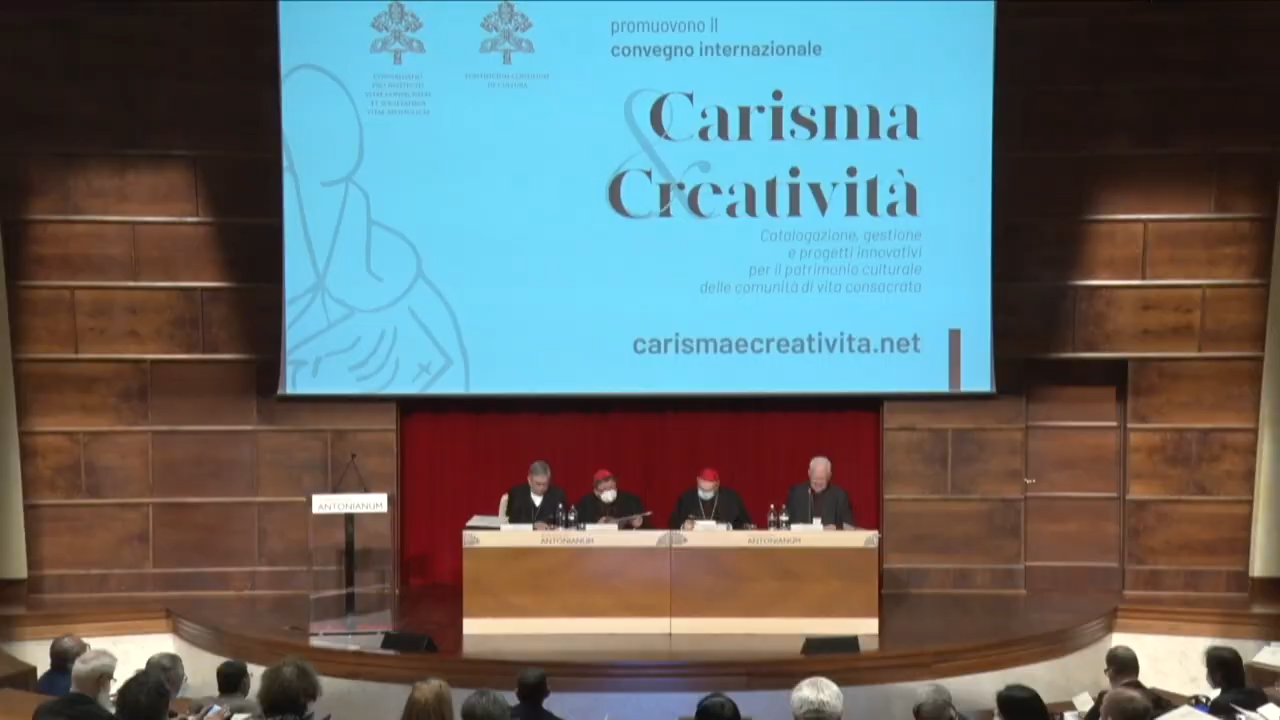 promuovono il
convegno internazionale
Carisma
&
Creatività
Catalogazione, gestione
e progetti innovativi
per il patrimonio culturale
delle comunità di vita consacrata
carismaecreativita.net
ANTONIANUM
ANTONIANUM
ANTONIANUM